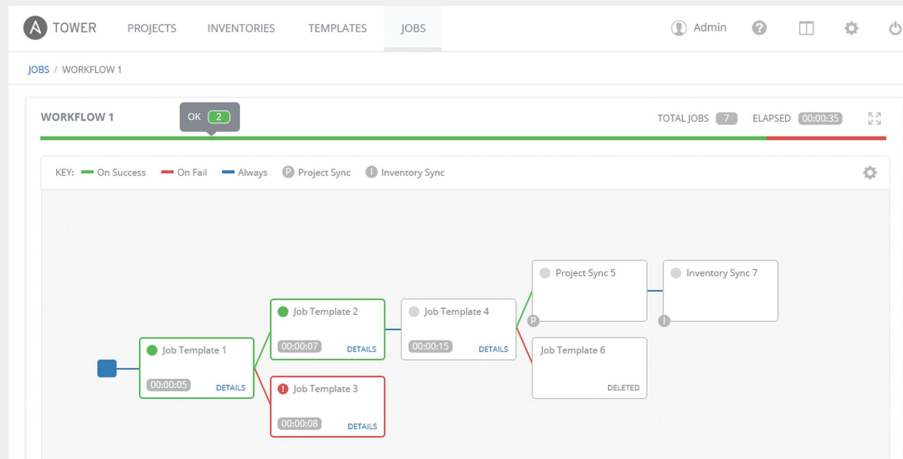 A TOWER PROJECTS INVENTORIES TEMPLATES JOBS Admin ?
JOBS / WORKFLOW 1
WORKFLOW 1 OK 2 TOTAL JOBS 7 ELAPSED 00:00:35
KEY: On Success On Fail Always P Project Sync I Inventory Sync
Project Sync 5
P
Inventory Sync 7
I
Job Template 2
00:00:07 DETAILS
Job Template 4
00:00:15 DETAILS
Job Template 1
00:00:05 DETAILS
Job Template 6
DELETED
! Job Template 3
00:00:08 DETAILS